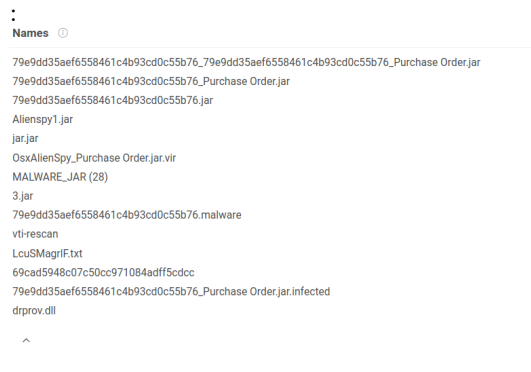 :
Names
79e9dd35aef6558461c4b93cd0c55b76_79e9dd35aef6558461c4b93cd0c55b76_Purchase Order.jar
79e9dd35aef6558461c4b93cd0c55b76_Purchase Order.jar
79e9dd35aef6558461c4b93cd0c55b76.jar
Alienspy1.jar
jar.jar
OsxAlienSpy_Purchase Order.jar.vir
MALWARE_JAR (28)
3.jar
79e9dd35aef6558461c4b93cd0c55b76.malware
vti-rescan
LcuSMagrIF.txt
69cad5948c07c50cc971084adff5cdcc
79e9dd35aef6558461c4b93cd0c55b76_Purchase Order.jar.infected
drprov.dll